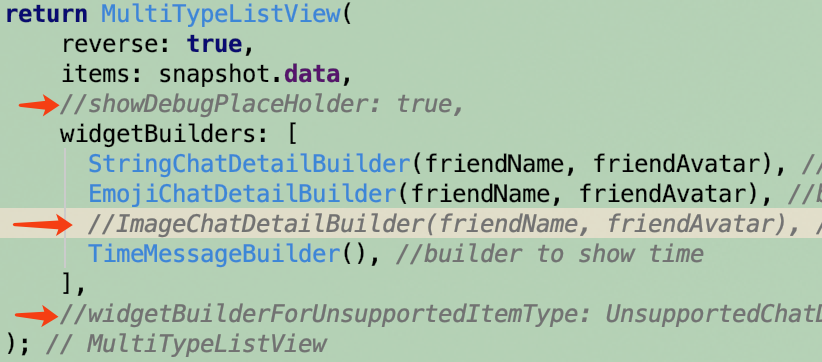 return MultiTypeListView(
reverse: true,
items: snapshot.data,
//showDebugPlaceHolder: true,
widgetBuilders: [
StringChatDetailBuilder(friendName, friendAvatar), //
EmojiChatDetailBuilder(friendName, friendAvatar), //b
//ImageChatDetailBuilder(friendName, friendAvatar), /
TimeMessageBuilder(), //builder to show time
],
//widgetBuilderForUnsupportedItemType: UnsupportedChatD
); // MultiTypeListView